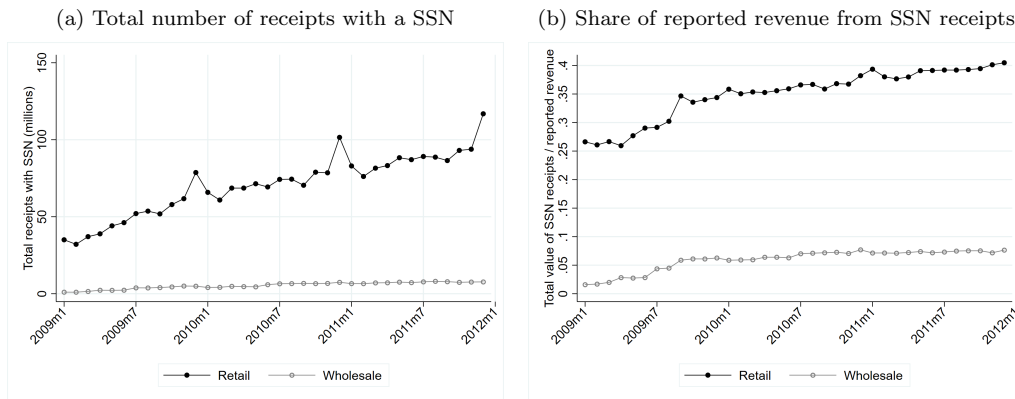 (a) Total number of receipts with a SSN
Total receipts with SSN (millions)
150
100
50
0
2009m1
2009m7
2010m1
2010m7
2011m1
2011m7
2012m1
Retail
Wholesale
(b) Share of reported revenue from SSN receipts
Total value of SSN receipts / reported revenue
.4
.35
.3
.25
.2
.15
.1
.05
0
2009m1
2009m7
2010m1
2010m7
2011m1
2011m7
2012m1
Retail
Wholesale